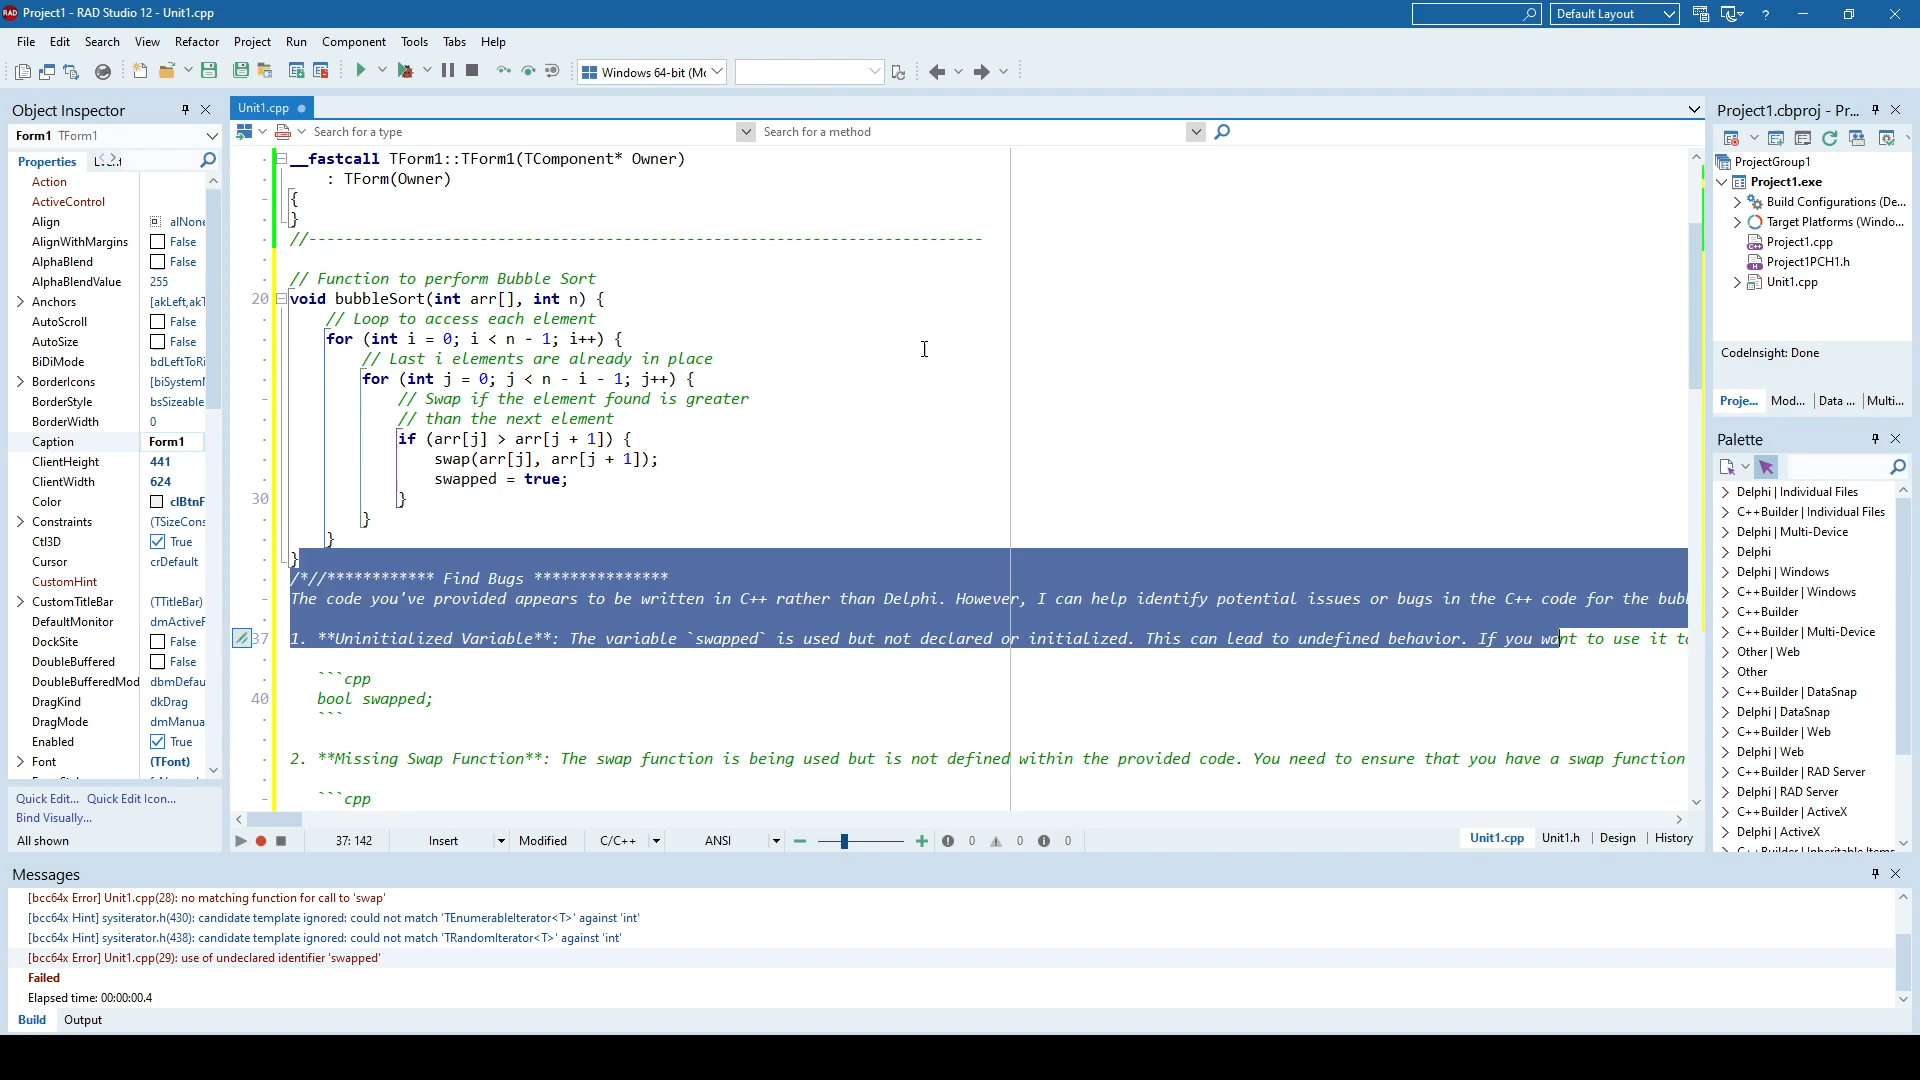 Project1 - RAD Studio 12 - Unit1.cpp
Default Layout
File Edit Search View Refactor Project Run Component Tools Tabs Help
Windows 64-bit (Mo
Object Inspector
Form1 TForm1
Properties
Action
ActiveControl
Align alNone
AlignWithMargins False
AlphaBlend False
AlphaBlendValue 255
Anchors [akLeft,akT
AutoScroll False
AutoSize False
BiDiMode bdLeftToRi
BorderIcons [biSystemM
BorderStyle bsSizeable
BorderWidth 0
Caption Form1
ClientHeight 441
ClientWidth 624
Color clBtnF
Constraints (TSizeCons
Ctl3D True
Cursor crDefault
CustomHint
CustomTitleBar (TTitleBar)
DefaultMonitor dmActiveF
DockSite False
DoubleBuffered False
DoubleBufferedMod dbmDefau
DragKind dkDrag
DragMode dmManua
Enabled True
Font (TFont)
Quick Edit... Quick Edit Icon...
Bind Visually...
All shown
Unit1.cpp
Search for a type Search for a method
__fastcall TForm1::TForm1(TComponent* Owner)
: TForm(Owner)
{
}
//---------------------------------------------------------------------------
// Function to perform Bubble Sort
20 void bubbleSort(int arr[], int n) {
// Loop to access each element
for (int i = 0; i < n - 1; i++) {
// Last i elements are already in place
for (int j = 0; j < n - i - 1; j++) {
// Swap if the element found is greater
// than the next element
if (arr[j] > arr[j + 1]) {
swap(arr[j], arr[j + 1]);
swapped = true;
30 }
}
}
}
/*//************ Find Bugs ***************
The code you've provided appears to be written in C++ rather than Delphi. However, I can help identify potential issues or bugs in the C++ code for the bubb
37 1. **Uninitialized Variable**: The variable `swapped` is used but not declared or initialized. This can lead to undefined behavior. If you want to use it to
```cpp
40 bool swapped;
```
2. **Missing Swap Function**: The swap function is being used but is not defined within the provided code. You need to ensure that you have a swap function
```cpp
37: 142 Insert Modified C/C++ ANSI 0 0 0
Unit1.cpp Unit1.h Design History
Project1.cbproj - Pr...
ProjectGroup1
Project1.exe
Build Configurations (De...
Target Platforms (Windo...
Project1.cpp
Project1PCH1.h
Unit1.cpp
CodeInsight: Done
Proje... Mod... Data ... Multi...
Palette
Delphi | Individual Files
C++Builder | Individual Files
Delphi | Multi-Device
Delphi
Delphi | Windows
C++Builder | Windows
C++Builder
C++Builder | Multi-Device
Other | Web
Other
C++Builder | DataSnap
Delphi | DataSnap
C++Builder | Web
Delphi | Web
C++Builder | RAD Server
Delphi | RAD Server
C++Builder | ActiveX
Delphi | ActiveX
C++Builder | Inheritable Items
Messages
[bcc64x Error] Unit1.cpp(28): no matching function for call to 'swap'
[bcc64x Hint] sysiterator.h(430): candidate template ignored: could not match 'TEnumerableIterator<T>' against 'int'
[bcc64x Hint] sysiterator.h(438): candidate template ignored: could not match 'TRandomIterator<T>' against 'int'
[bcc64x Error] Unit1.cpp(29): use of undeclared identifier 'swapped'
Failed
Elapsed time: 00:00:00.4
Build Output